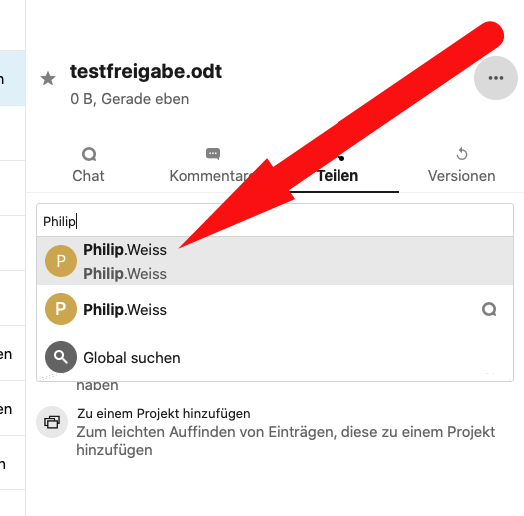 testfreigabe.odt
0 B, Gerade eben
Chat
Kommentare
Teilen
Versionen
Philip
P
Philip.Weiss
Philip.Weiss
P
Philip.Weiss
Global suchen
haben
Zu einem Projekt hinzufügen
Zum leichten Auffinden von Einträgen, diese zu einem Projekt
hinzufügen
en
en